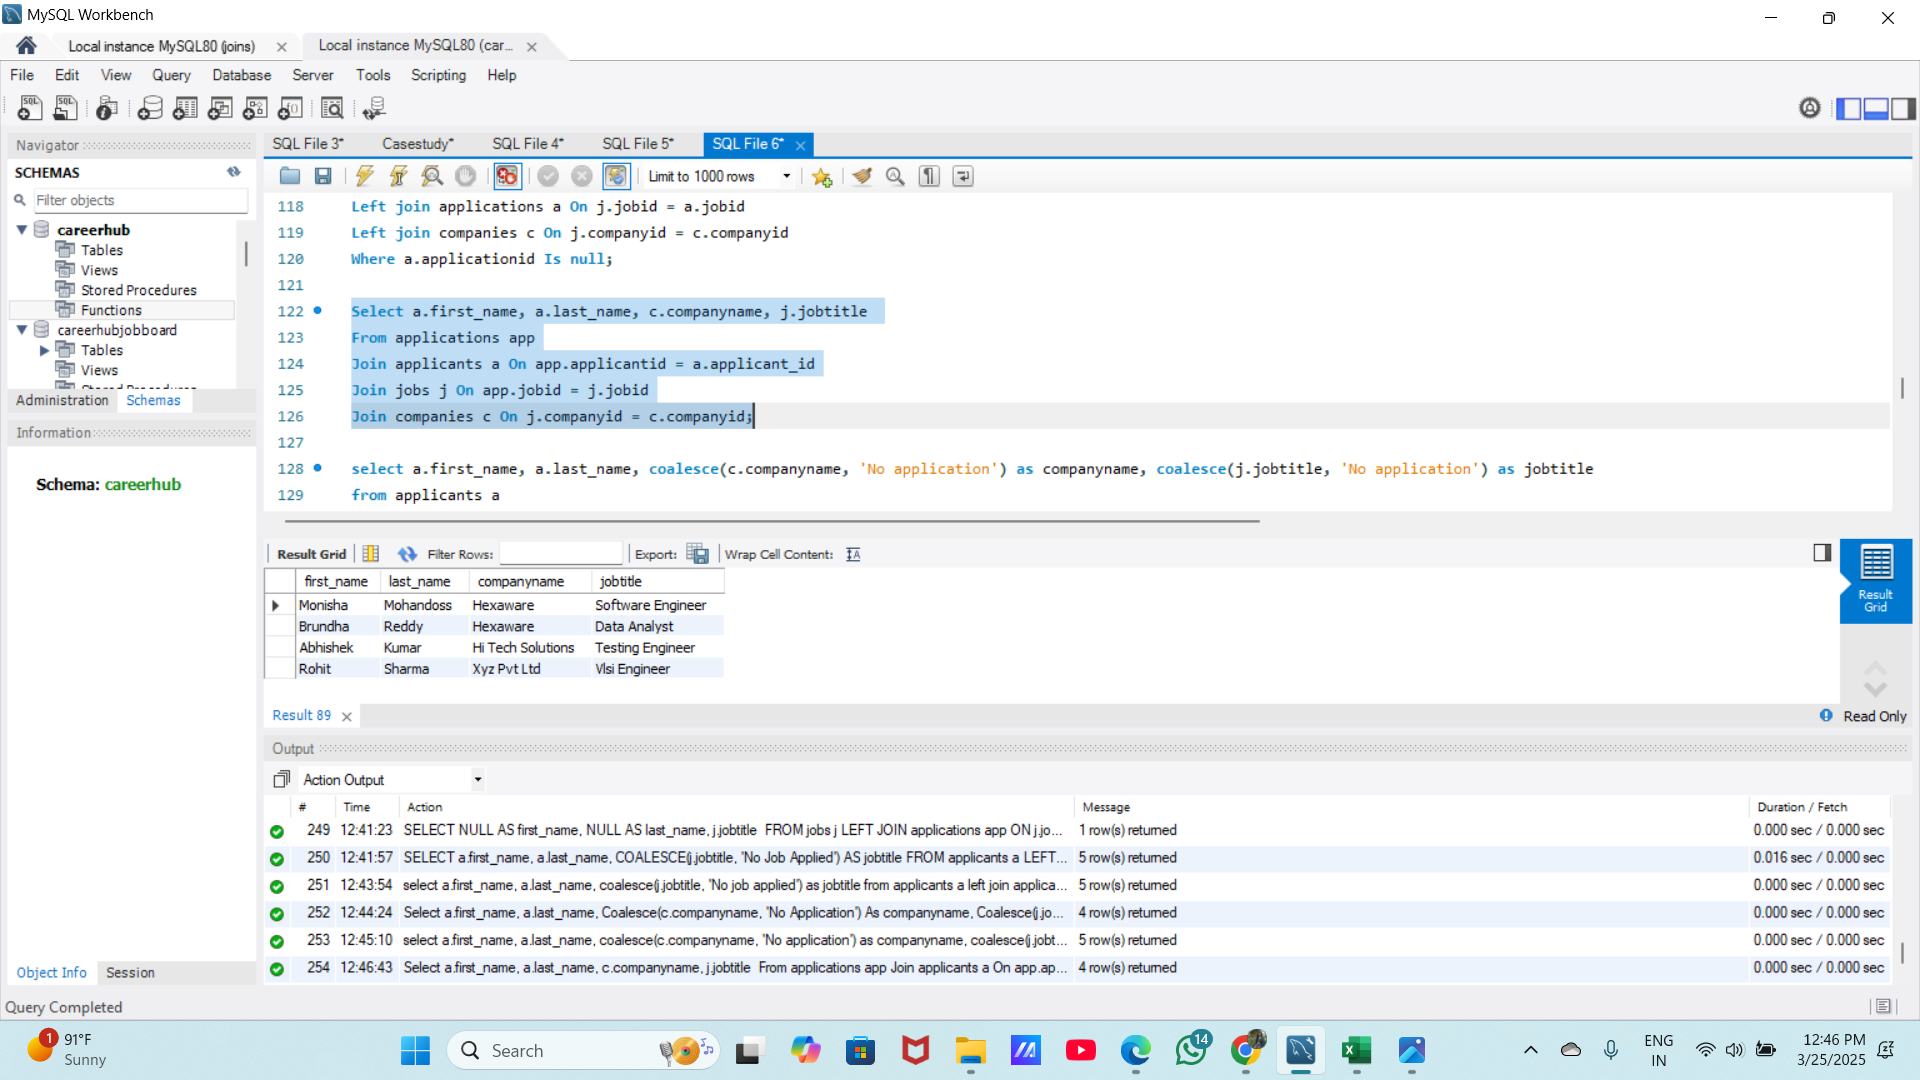 MySQL Workbench
Local instance MySQL80 (joins)
Local instance MySQL80 (car...
File Edit View Query Database Server Tools Scripting Help
Navigator
SCHEMAS
Filter objects
careerhub
Tables
Views
Stored Procedures
Functions
careerhubjobboard
Tables
Views
Administration Schemas
Information
Schema: careerhub
Object Info Session
SQL File 3* Casestudy* SQL File 4* SQL File 5* SQL File 6*
Limit to 1000 rows
118 Left join applications a On j.jobid = a.jobid
119 Left join companies c On j.companyid = c.companyid
120 Where a.applicationid Is null;
121
122 Select a.first_name, a.last_name, c.companyname, j.jobtitle
123 From applications app
124 Join applicants a On app.applicantid = a.applicant_id
125 Join jobs j On app.jobid = j.jobid
126 Join companies c On j.companyid = c.companyid;
127
128 select a.first_name, a.last_name, coalesce(c.companyname, 'No application') as companyname, coalesce(j.jobtitle, 'No application') as jobtitle
129 from applicants a
Result Grid Filter Rows: Export: Wrap Cell Content:
first_name last_name companyname jobtitle
Monisha Mohandoss Hexaware Software Engineer
Brundha Reddy Hexaware Data Analyst
Abhishek Kumar Hi Tech Solutions Testing Engineer
Rohit Sharma Xyz Pvt Ltd Vlsi Engineer
Result Grid
Result 89
Read Only
Output
Action Output
# Time Action Message Duration / Fetch
249 12:41:23 SELECT NULL AS first_name, NULL AS last_name, j.jobtitle FROM jobs j LEFT JOIN applications app ON j.jo... 1 row(s) returned 0.000 sec / 0.000 sec
250 12:41:57 SELECT a.first_name, a.last_name, COALESCE(j.jobtitle, 'No Job Applied') AS jobtitle FROM applicants a LEFT... 5 row(s) returned 0.016 sec / 0.000 sec
251 12:43:54 select a.first_name, a.last_name, coalesce(j.jobtitle, 'No job applied') as jobtitle from applicants a left join applica... 5 row(s) returned 0.000 sec / 0.000 sec
252 12:44:24 Select a.first_name, a.last_name, Coalesce(c.companyname, 'No Application') As companyname, Coalesce(j.jo... 4 row(s) returned 0.000 sec / 0.000 sec
253 12:45:10 select a.first_name, a.last_name, coalesce(c.companyname, 'No application') as companyname, coalesce(j.jobt... 5 row(s) returned 0.000 sec / 0.000 sec
254 12:46:43 Select a.first_name, a.last_name, c.companyname, j.jobtitle From applications app Join applicants a On app.ap... 4 row(s) returned 0.000 sec / 0.000 sec
Query Completed
1
91°F
Sunny
Search
14
ENG
IN
12:46 PM
3/25/2025